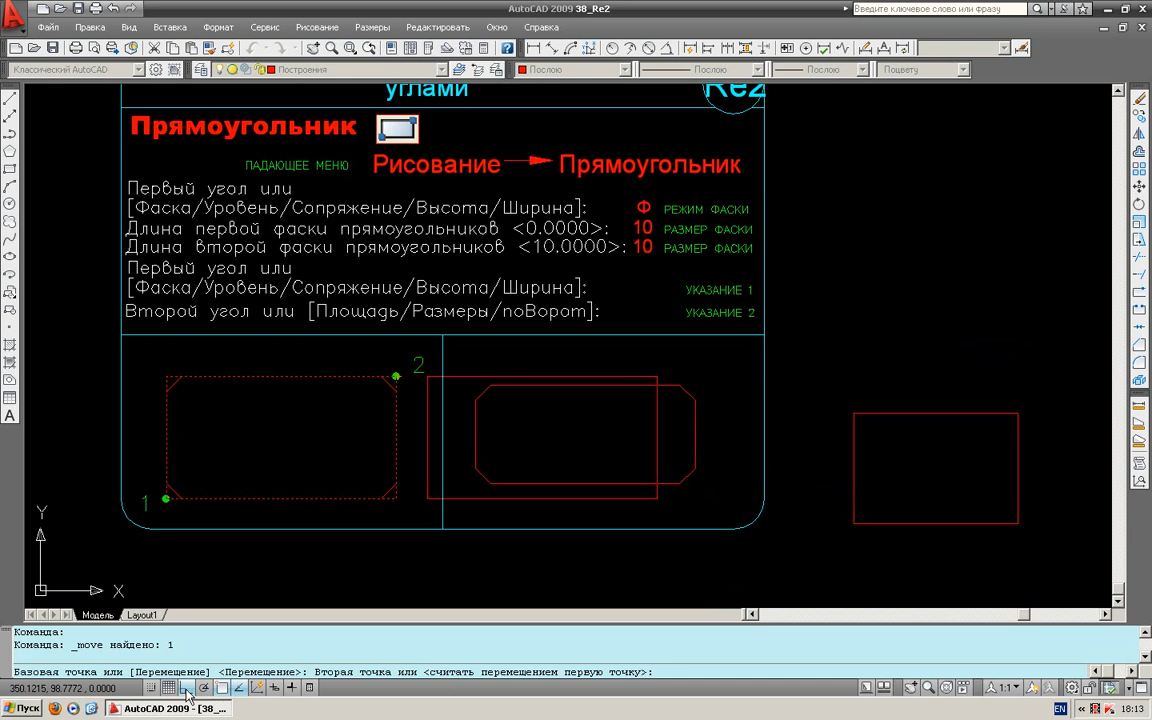 AutoCAD 2009 38_Re2
Введите ключевое слово или фразу
Файл Правка Вид Вставка Формат Сервис Рисование Размеры Редактировать Окно Справка
Классический AutoCAD Построения Послою Послою Послою Поцвету
углами Re2
Прямоугольник
ПАДАЮЩЕЕ МЕНЮ Рисование Прямоугольник
Первый угол или
[Фаска/Уровень/Сопряжение/Высота/Ширина]: Ф РЕЖИМ ФАСКИ
Длина первой фаски прямоугольников <0.0000>: 10 РАЗМЕР ФАСКИ
Длина второй фаски прямоугольников <10.0000>: 10 РАЗМЕР ФАСКИ
Первый угол или
[Фаска/Уровень/Сопряжение/Высота/Ширина]: УКАЗАНИЕ 1
Второй угол или [Площадь/Размеры/поВорот]: УКАЗАНИЕ 2
2
1
Y
X
Модель Layout1
Команда:
Команда: _move найдено: 1
Базовая точка или [Перемещение] <Перемещение>: Вторая точка или <считать перемещением первую точку>:
350.1215, 98.7772, 0.0000 1:1
Пуск AutoCAD 2009 - [38_... EN 18:13